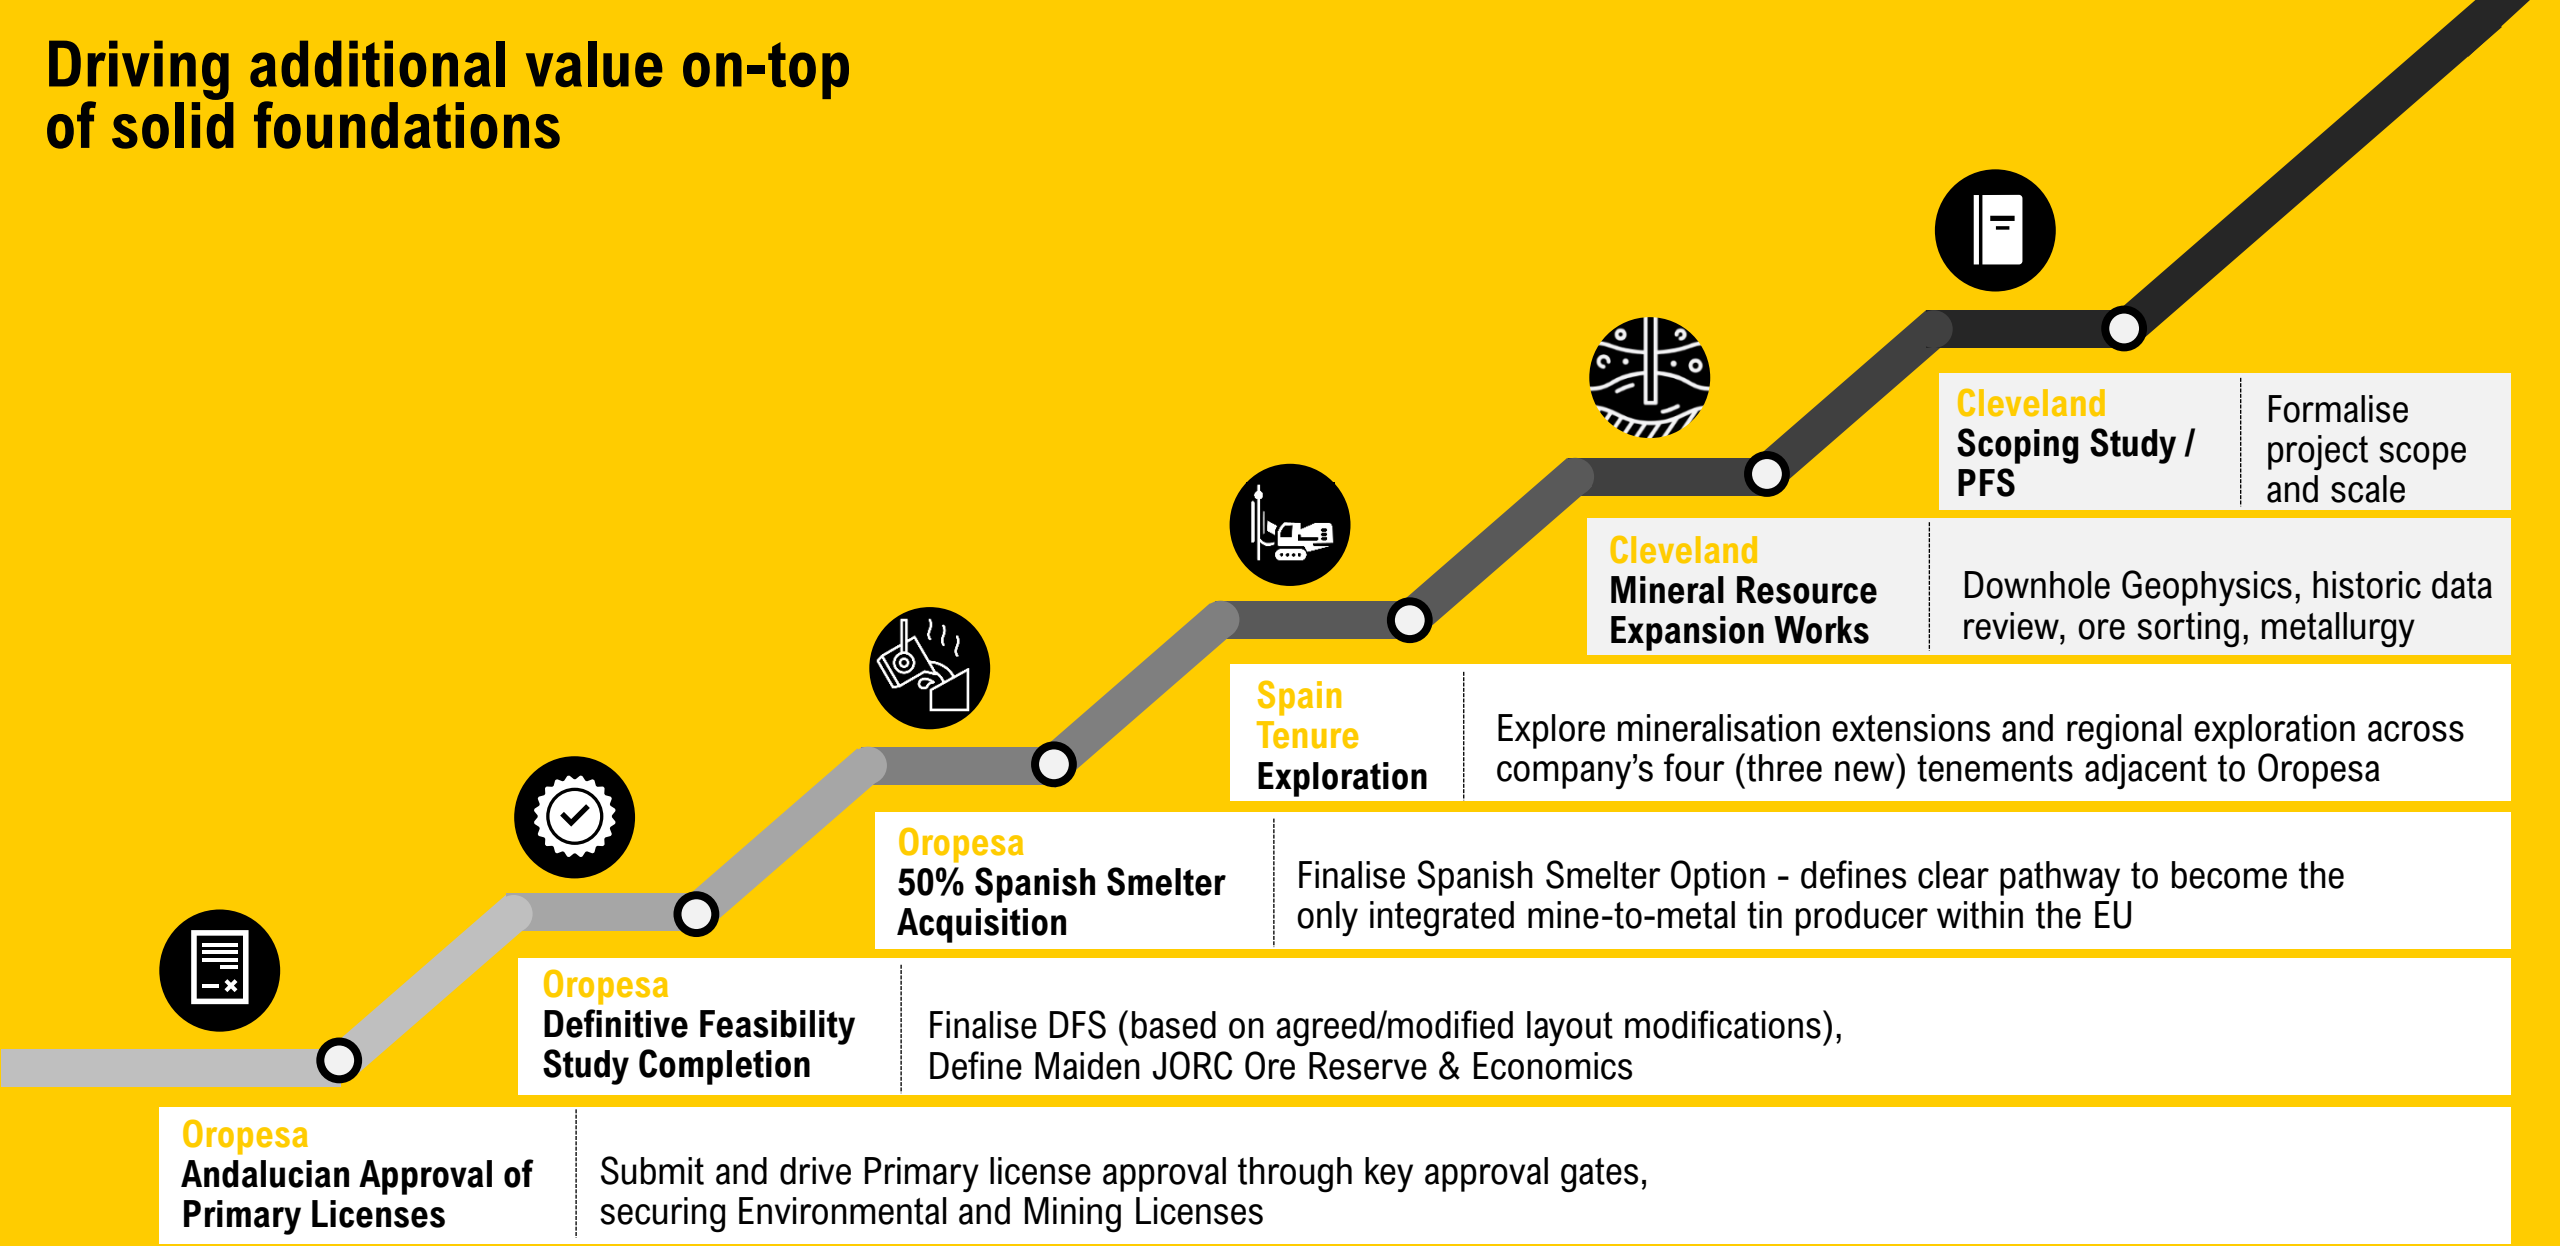 Driving additional value on-top
of solid foundations
Cleveland
Scoping Study /
PFS
Formalise
project scope
and scale
Cleveland
Mineral Resource
Expansion Works
Downhole Geophysics, historic data
review, ore sorting, metallurgy
Spain
Tenure
Exploration
Explore mineralisation extensions and regional exploration across
company’s four (three new) tenements adjacent to Oropesa
Oropesa
50% Spanish Smelter
Acquisition
Finalise Spanish Smelter Option - defines clear pathway to become the
only integrated mine-to-metal tin producer within the EU
Oropesa
Definitive Feasibility
Study Completion
Finalise DFS (based on agreed/modified layout modifications),
Define Maiden JORC Ore Reserve & Economics
Oropesa
Andalucian Approval of
Primary Licenses
Submit and drive Primary license approval through key approval gates,
securing Environmental and Mining Licenses